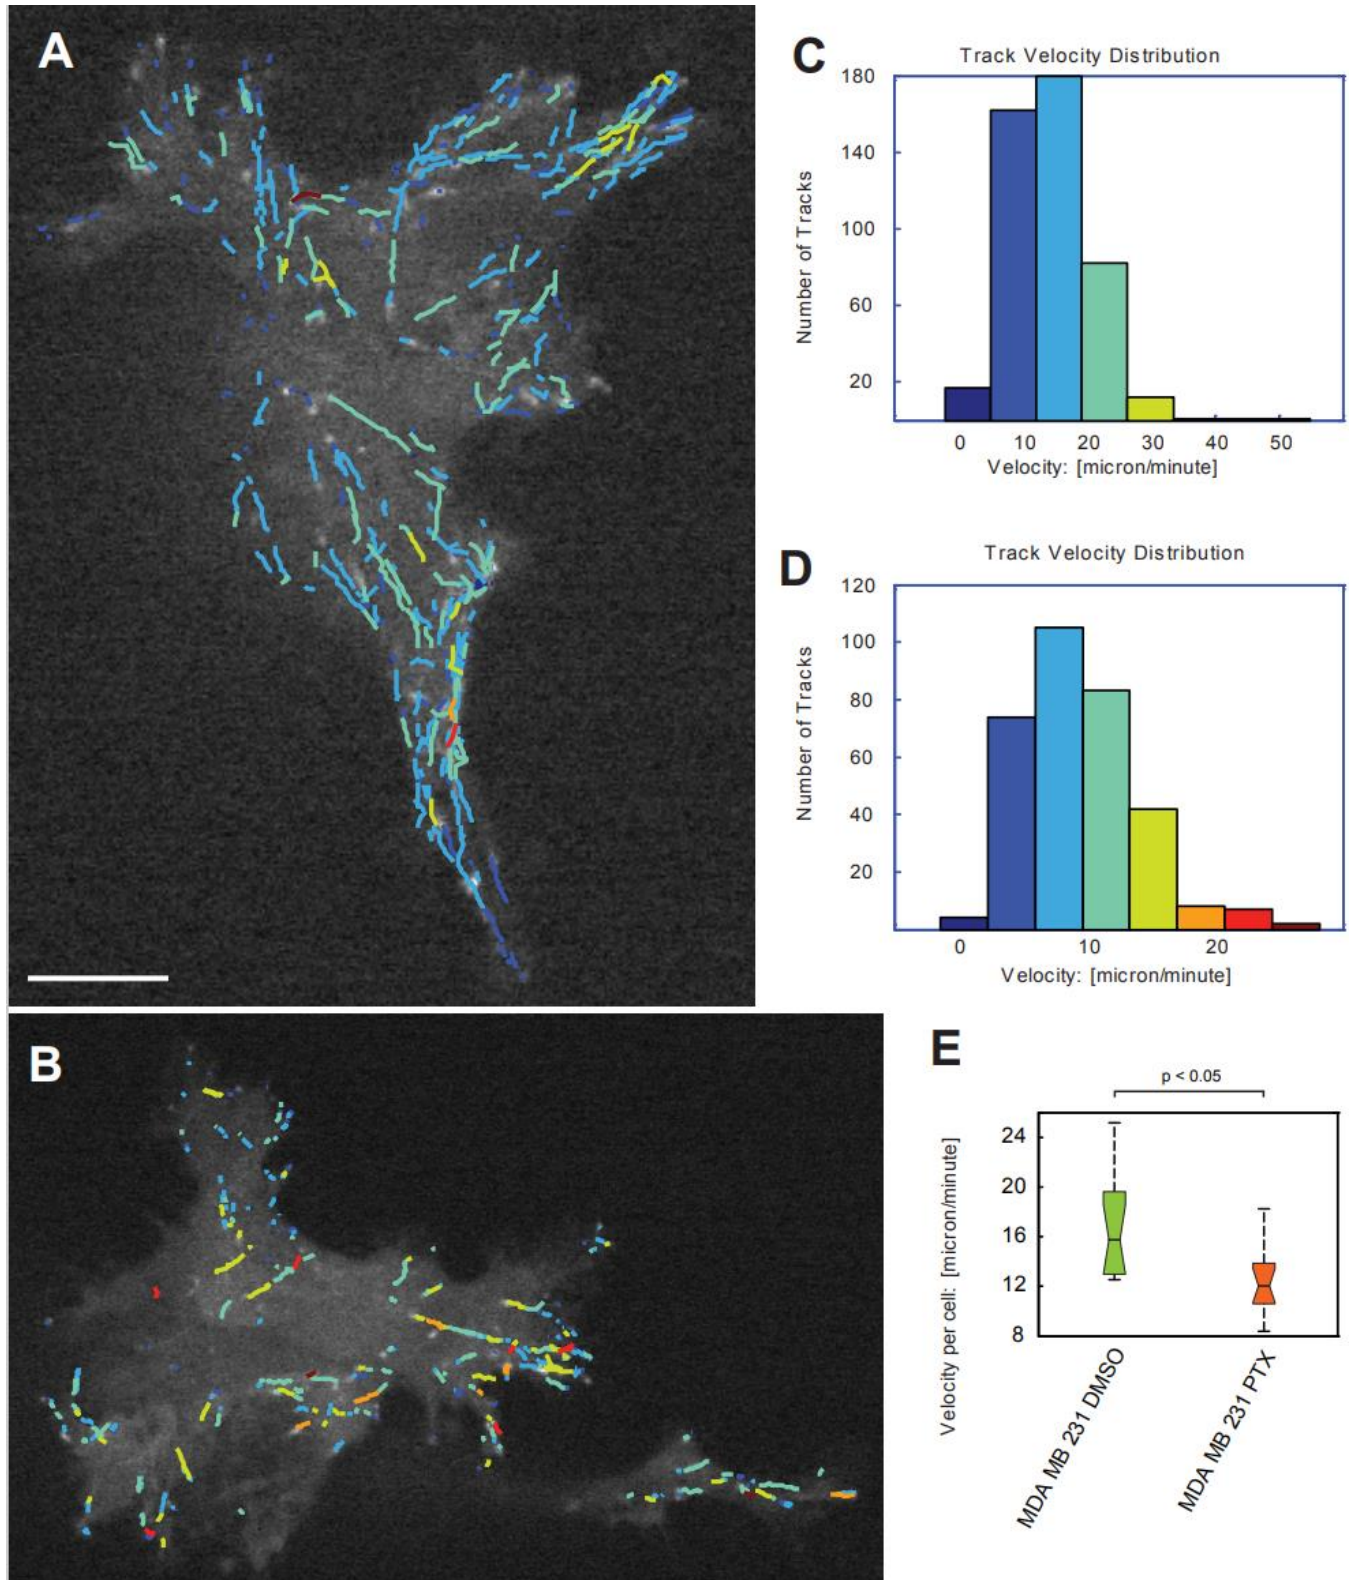 A
C
Track Velocity Distribution
180
140
100
60
20
Number of Tracks
0 10 20 30 40 50
Velocity: [micron/minute]
D
Track Velocity Distribution
120
100
80
60
40
20
Number of Tracks
0 10 20
Velocity: [micron/minute]
B
E
p < 0.05
24
20
16
12
8
Velocity per cell: [micron/minute]
MDA MB 231 DMSO
MDA MB 231 PTX